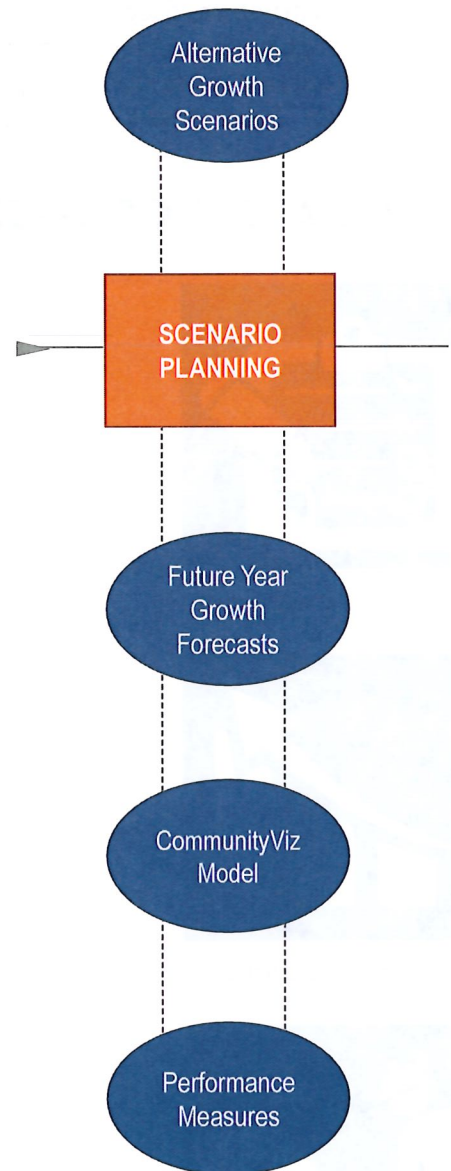 Alternative
Growth
Scenarios
SCENARIO
PLANNING
Future Year
Growth
Forecasts
CommunityViz
Model
Performance
Measures